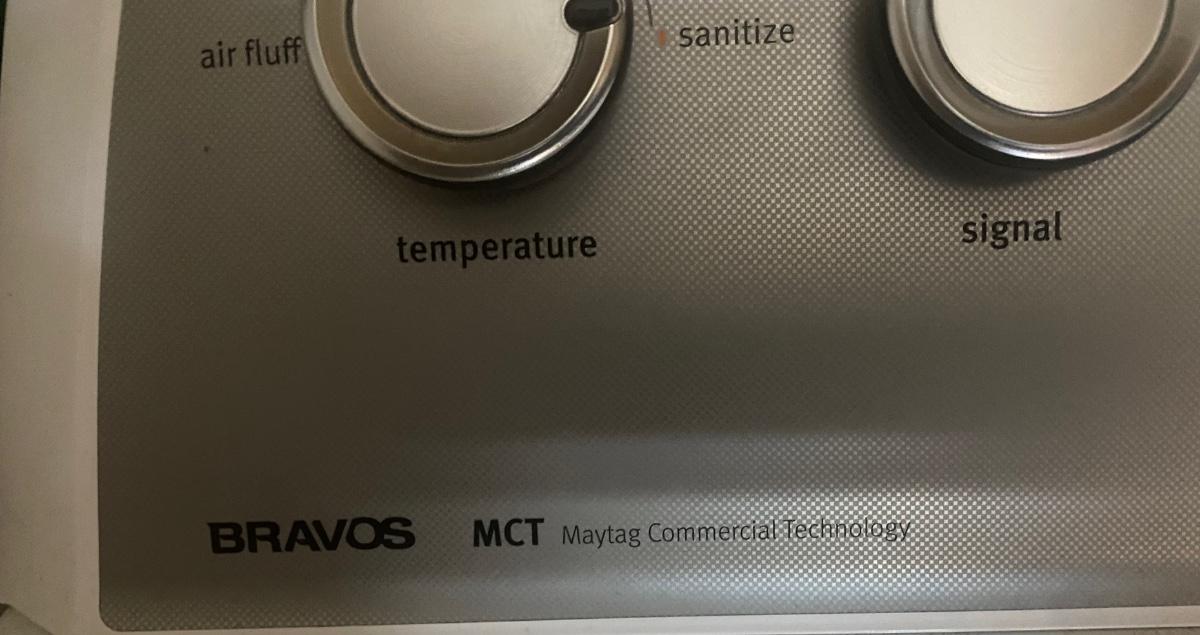 air fluff
sanitize
temperature
signal
BRAVOS MCT Maytag Commercial Technology